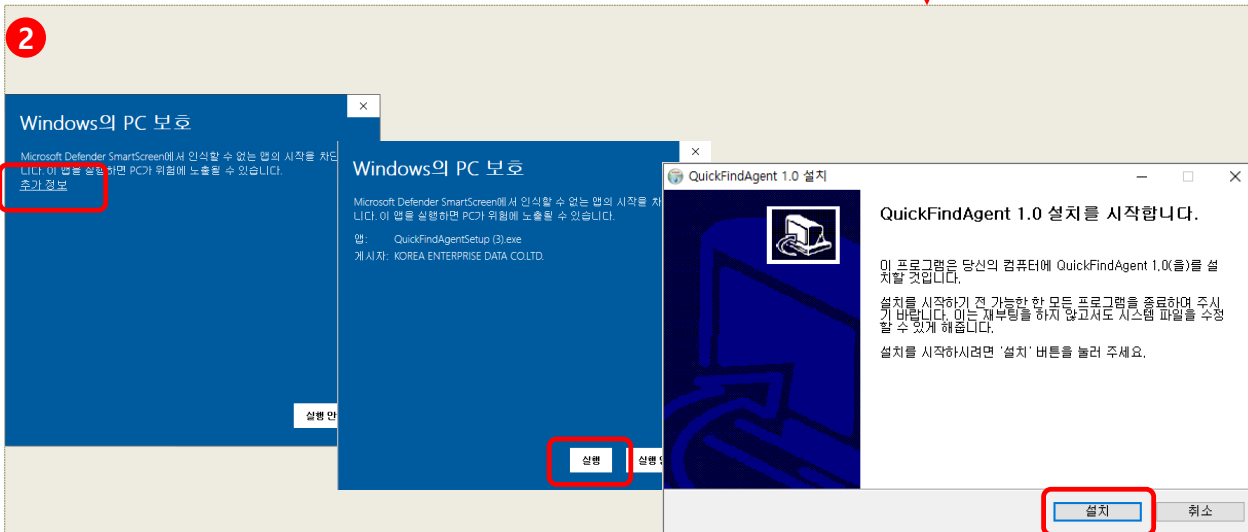 2
Windows의 PC 보호
Microsoft Defender SmartScreen에서 인식할 수 없는 앱의 시작을 차단
니다. 이 앱을 실행하면 PC가 위험에 노출될 수 있습니다.
추가 정보
실행 안
Windows의 PC 보호
Microsoft Defender SmartScreen에서 인식할 수 없는 앱의 시작을 차
니다. 이 앱을 실행하면 PC가 위험에 노출될 수 있습니다.
앱: QuickFindAgentSetup (3).exe
게시자: KOREA ENTERPRISE DATA CO.LTD.
실행
실행
QuickFindAgent 1.0 설치
QuickFindAgent 1.0 설치를 시작합니다.
이 프로그램은 당신의 컴퓨터에 QuickFindAgent 1.0(을)를 설
치할 것입니다.
설치를 시작하기 전 가능한 한 모든 프로그램을 종료하여 주시
기 바랍니다. 이는 재부팅을 하지 않고서도 시스템 파일을 수정
할 수 있게 해줍니다.
설치를 시작하시려면 '설치' 버튼을 눌러 주세요.
설치
취소